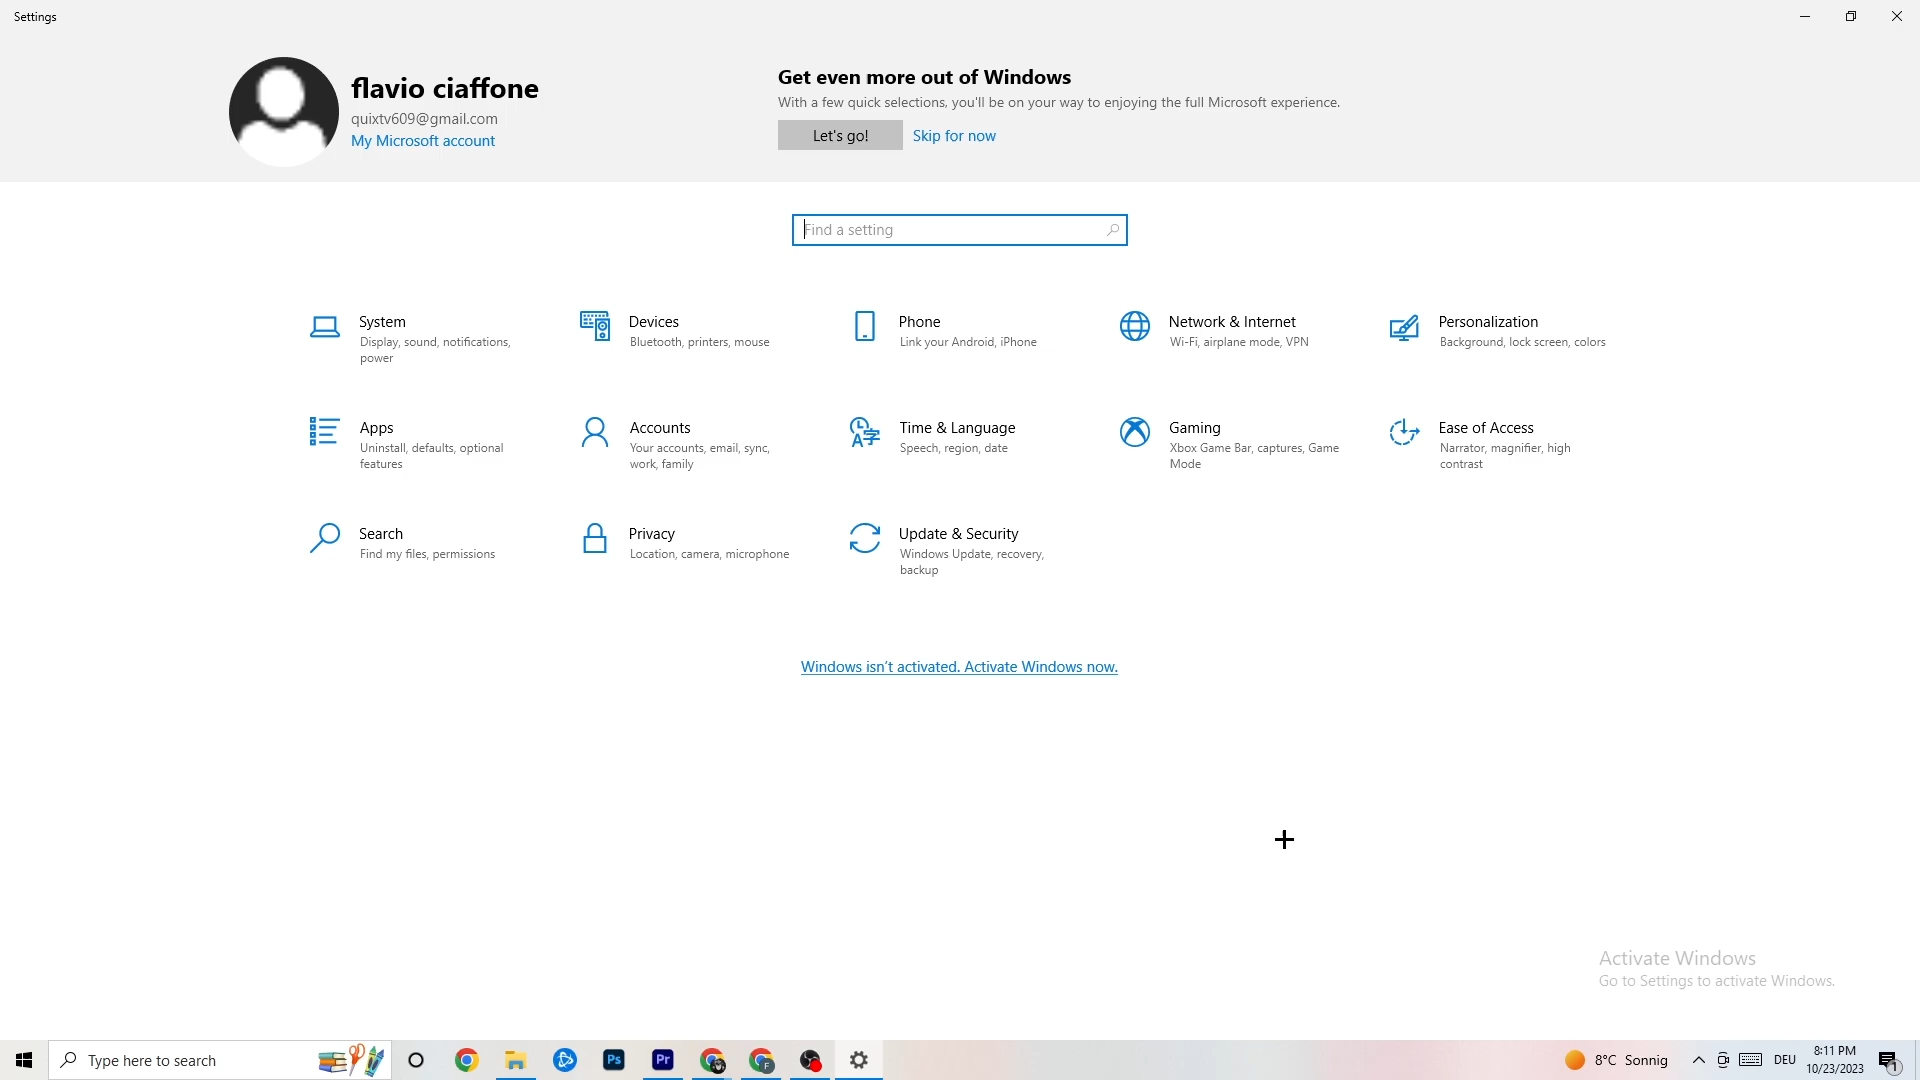 Settings
flavio ciaffone
quixtv609@gmail.com
My Microsoft account
Get even more out of Windows
With a few quick selections, you'll be on your way to enjoying the full Microsoft experience.
Let's go!
Skip for now
Find a setting
System
Display, sound, notifications,
power
Devices
Bluetooth, printers, mouse
Phone
Link your Android, iPhone
Network & Internet
Wi-Fi, airplane mode, VPN
Personalization
Background, lock screen, colors
Apps
Uninstall, defaults, optional
features
Accounts
Your accounts, email, sync,
work, family
Time & Language
Speech, region, date
Gaming
Xbox Game Bar, captures, Game
Mode
Ease of Access
Narrator, magnifier, high
contrast
Search
Find my files, permissions
Privacy
Location, camera, microphone
Update & Security
Windows Update, recovery,
backup
Windows isn't activated. Activate Windows now.
Activate Windows
Go to Settings to activate Windows.
Type here to search
Ps
Pr
F
8°C Sonnig
DEU
8:11 PM
10/23/2023
1